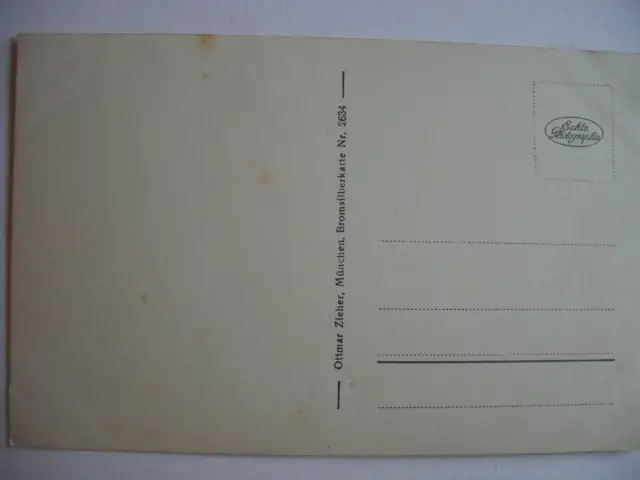 Ottmar Zieher, München, Bromsilberkarte Nr. 2634
Echte
Photographie